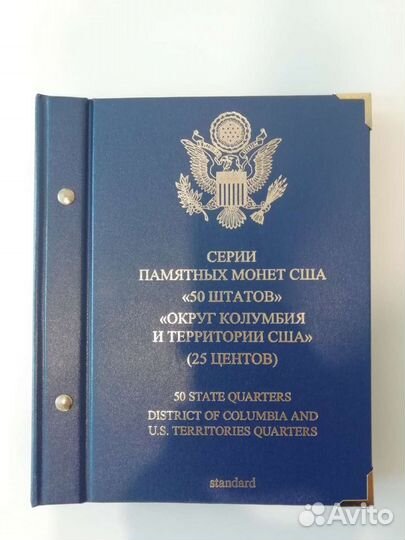 СЕРИИ
ПАМЯТНЫХ МОНЕТ США
«50 ШТАТОВ»
«ОКРУГ КОЛУМБИЯ
И ТЕРРИТОРИИ США»
(25 ЦЕНТОВ)
50 STATE QUARTERS
DISTRICT OF COLUMBIA AND
U.S. TERRITORIES QUARTERS
standard
Avito